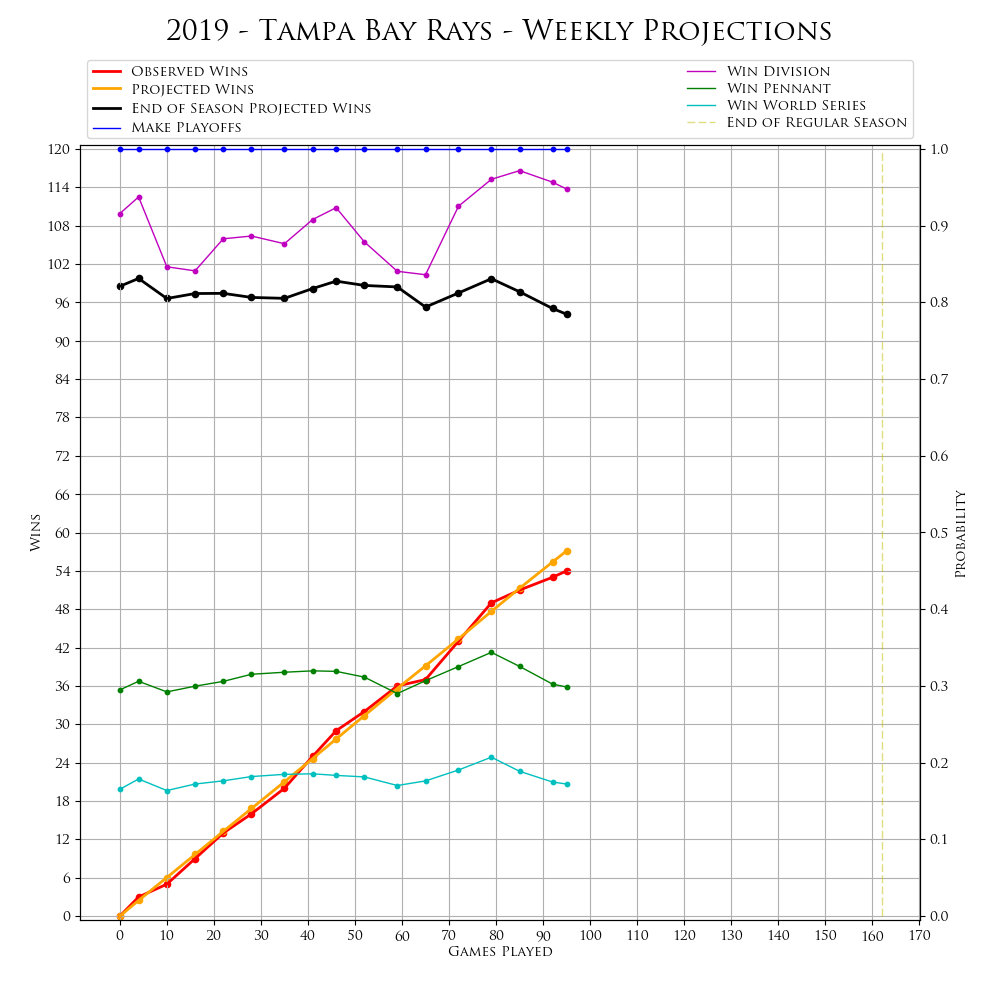 2019 - Tampa Bay Rays - Weekly Projections
Observed Wins
Projected Wins
End of Season Projected Wins
Make Playoffs
Win Division
Win Pennant
Win World Series
End of Regular Season
120
114
108
102
96
90
84
78
72
66
60
54
48
42
36
30
24
18
12
6
0
Wins
1.0
0.9
0.8
0.7
0.6
0.5
0.4
0.3
0.2
0.1
0.0
Probability
0 10 20 30 40 50 60 70 80 90 100 110 120 130 140 150 160 170
Games Played